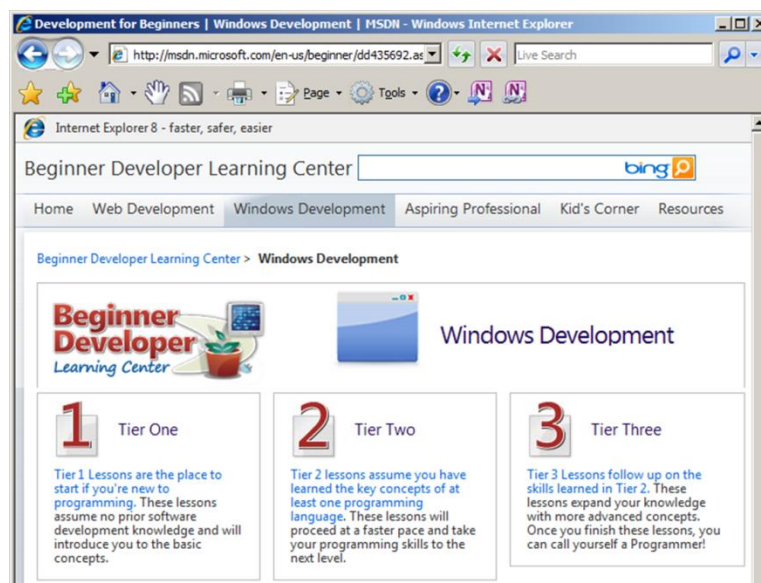 Development for Beginners | Windows Development | MSDN - Windows Internet Explorer
http://msdn.microsoft.com/en-us/beginner/dd435692.as
Live Search
Page Tools
Internet Explorer 8 - faster, safer, easier
Beginner Developer Learning Center bing
Home Web Development Windows Development Aspiring Professional Kid's Corner Resources
Beginner Developer Learning Center > Windows Development
Beginner
Developer
Learning Center
Windows Development
1 Tier One
Tier 1 Lessons are the place to
start if you're new to
programming. These lessons
assume no prior software
development knowledge and will
introduce you to the basic
concepts.
2 Tier Two
Tier 2 lessons assume you have
learned the key concepts of at
least one programming
language. These lessons will
proceed at a faster pace and take
your programming skills to the
next level.
3 Tier Three
Tier 3 Lessons follow up on the
skills learned in Tier 2. These
lessons expand your knowledge
with more advanced concepts.
Once you finish these lessons, you
can call yourself a Programmer!